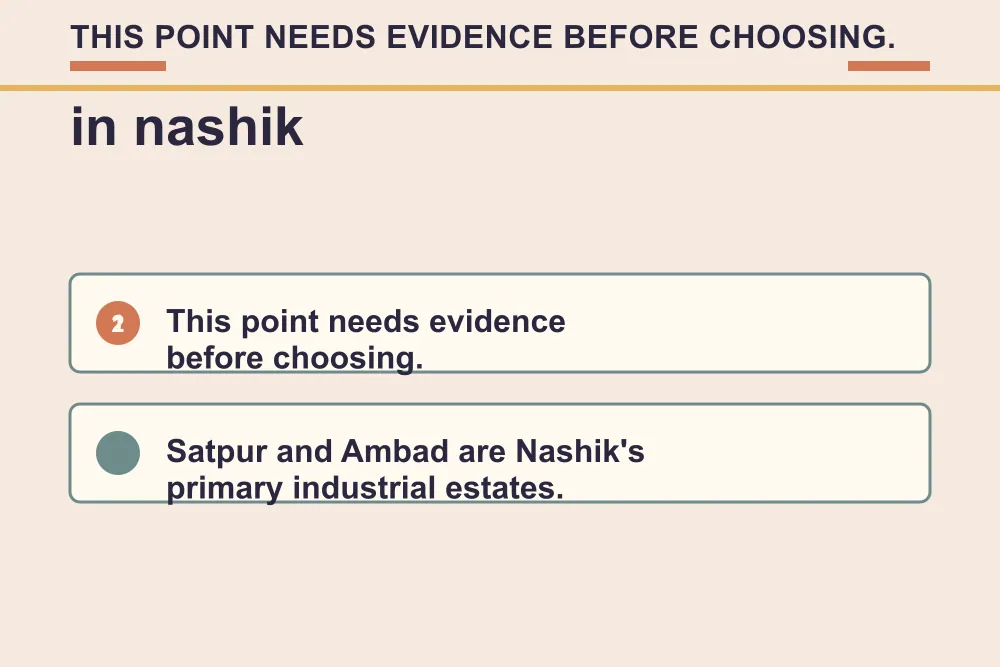 THIS POINT NEEDS EVIDENCE BEFORE CHOOSING.
in nashik
2
This point needs evidence
before choosing.
Satpur and Ambad are Nashik's
primary industrial estates.